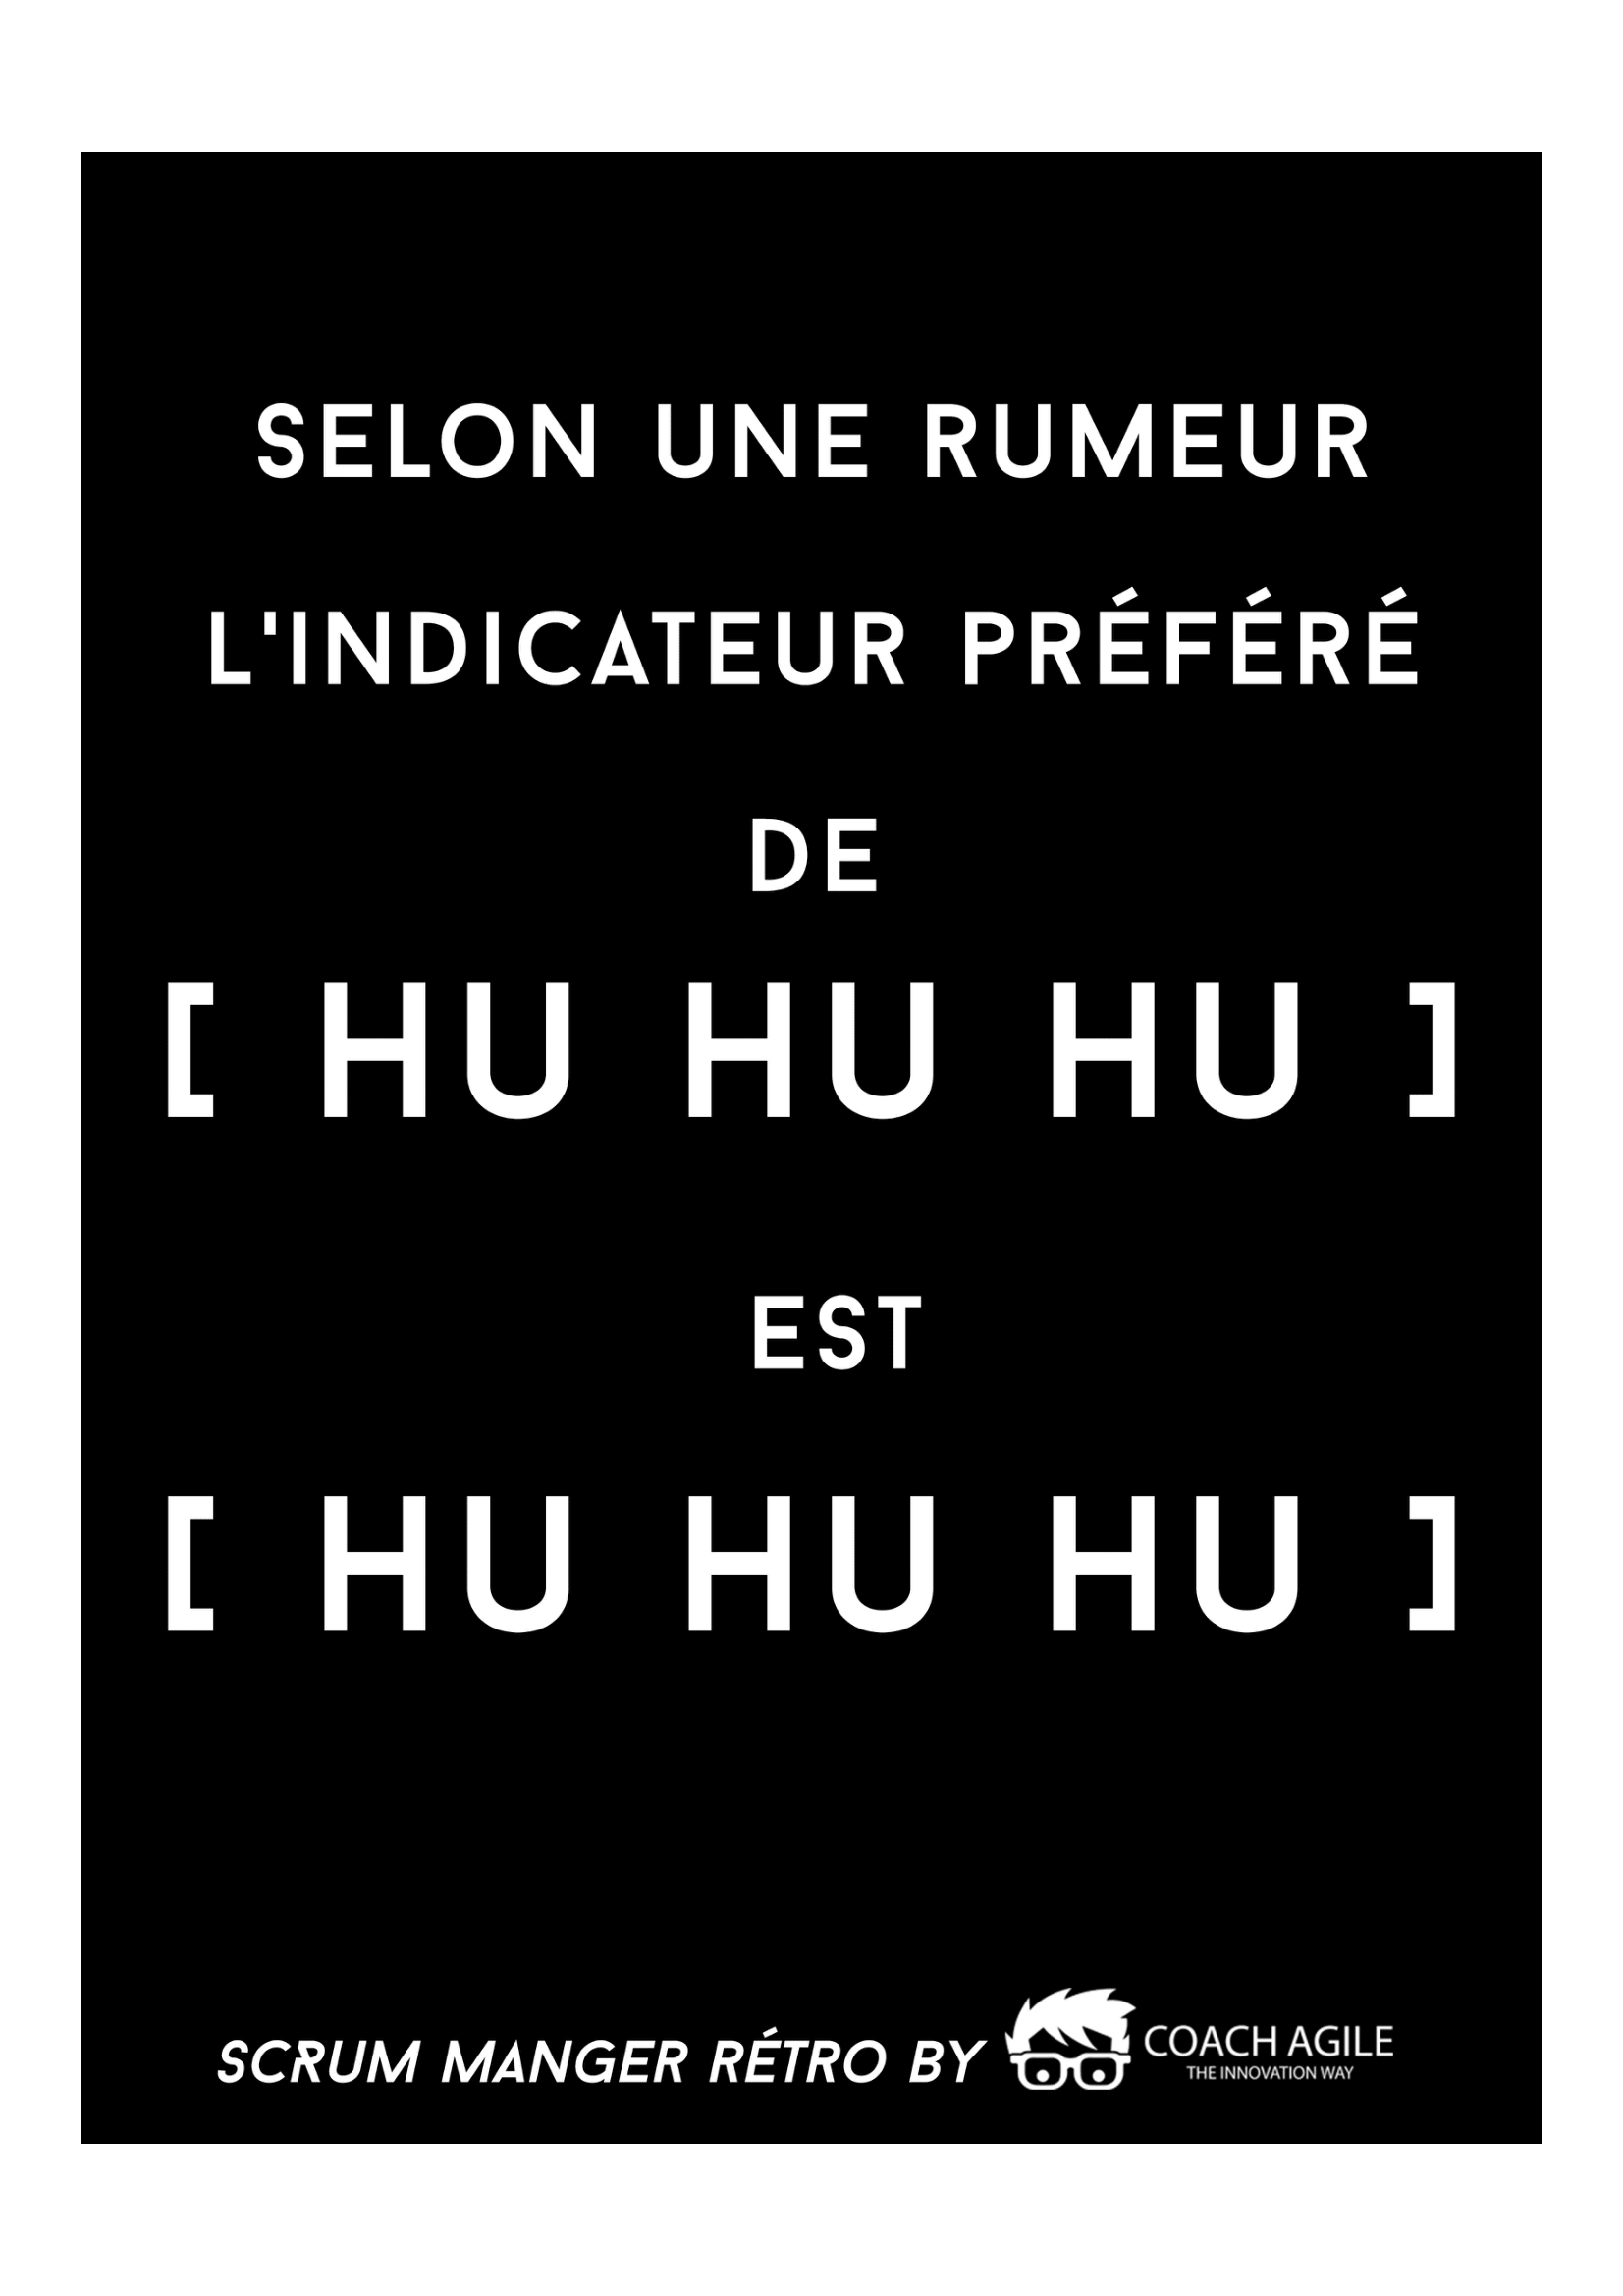 SELON UNE RUMEUR
L'INDICATEUR PRÉFÉRÉ
DE
[ HU HU HU ]
EST
[ HU HU HU ]
SCRUM MANGER RÉTRO BY COACH AGILE
THE INNOVATION WAY